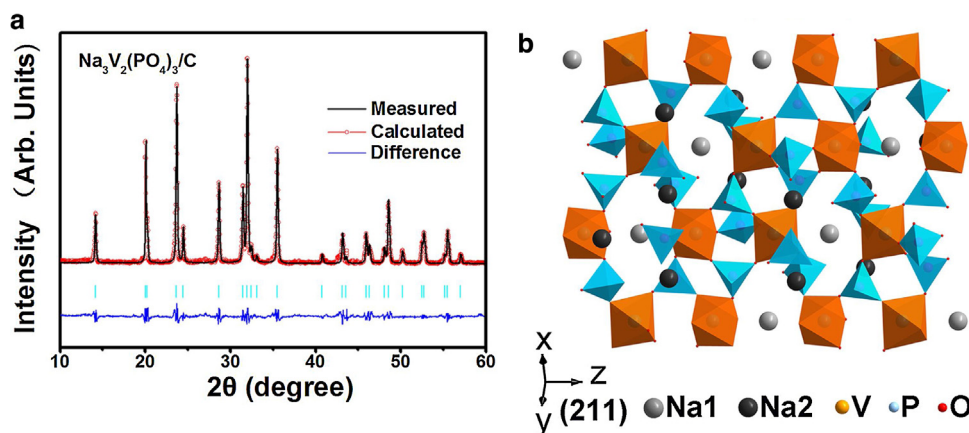 a
Na3V2(PO4)3/C
Measured
Calculated
Difference
Intensity (Arb. Units)
10 20 30 40 50 60
2θ (degree)
b
x
z
y
(211)
Na1 Na2 V P O